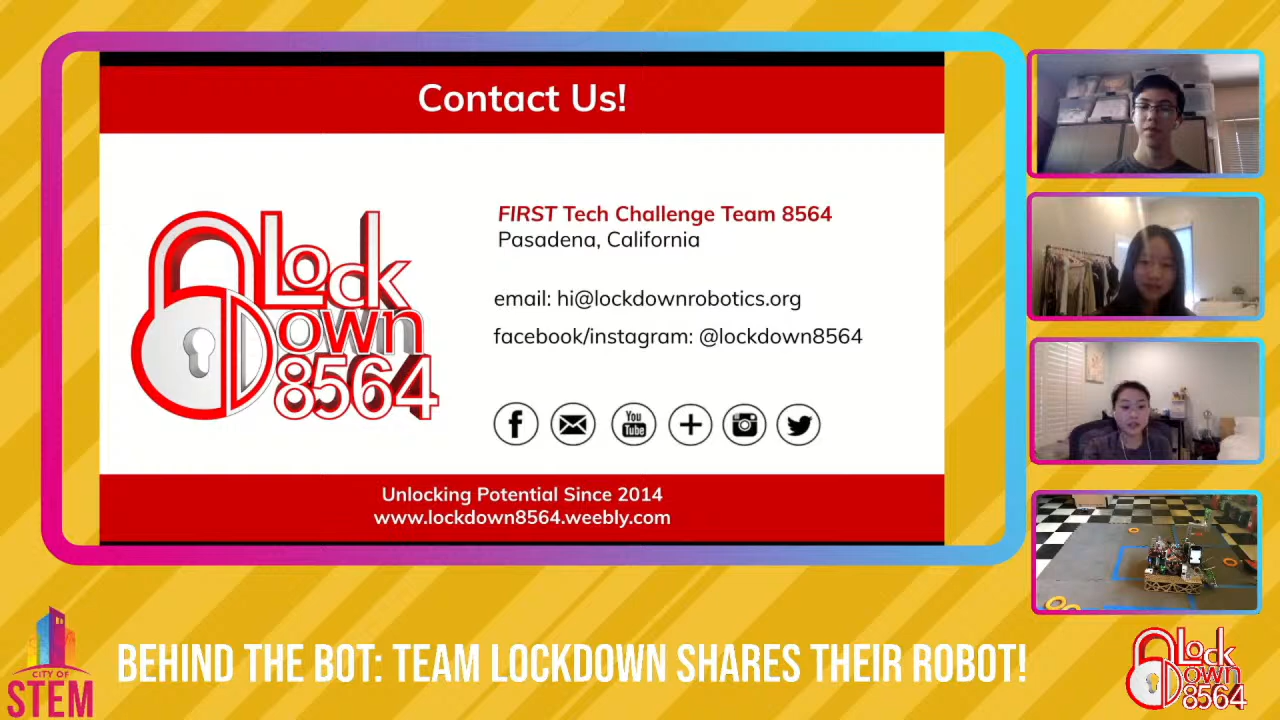 Contact Us!
Lock
Down
8564
FIRST Tech Challenge Team 8564
Pasadena, California
email: hi@lockdownrobotics.org
facebook/instagram: @lockdown8564
You
Tube
Unlocking Potential Since 2014
www.lockdown8564.weebly.com
CITY OF
STEM
BEHIND THE BOT: TEAM LOCKDOWN SHARES THEIR ROBOT!
Lock
Down
8564